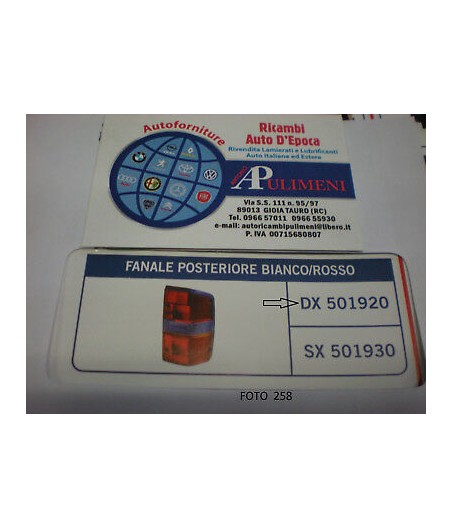 Autoforniture
Ricambi
Auto D'Epoca
Rivendita Lamierati e Lubrificanti
Auto Italiane ed Estere
APULIMENI
Via S.S. 111 n. 95/97
89013 GIOIA TAURO (RC)
Tel. 0966 57011 0966 55930
e-mail: autoricambipulimeni@libero.it
P. IVA 00715680807
FANALE POSTERIORE BIANCO/ROSSO
DX 501920
SX 501930
FOTO 258